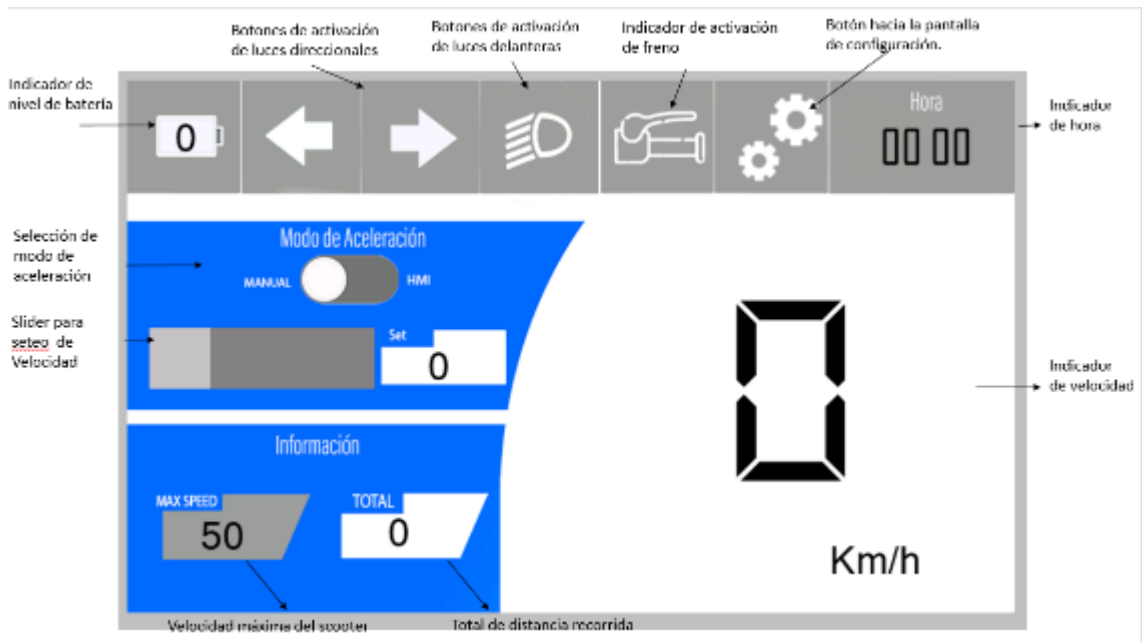 Botones de activación
de luces direccionales
Botones de activación
de luces delanteras
Indicador de activación
de freno
Botón hacia la pantalla
de configuración.
Indicador de
nivel de batería
0
Hora
00 00
Indicador
de hora
Selección de
modo de
aceleración
Modo de Aceleración
MANUAL
HMI
Slider para
seteo de
Velocidad
Set
0
0
Indicador
de velocidad
Información
MAX SPEED
50
TOTAL
0
Km/h
Velocidad máxima del scooter
Total de distancia recorrida